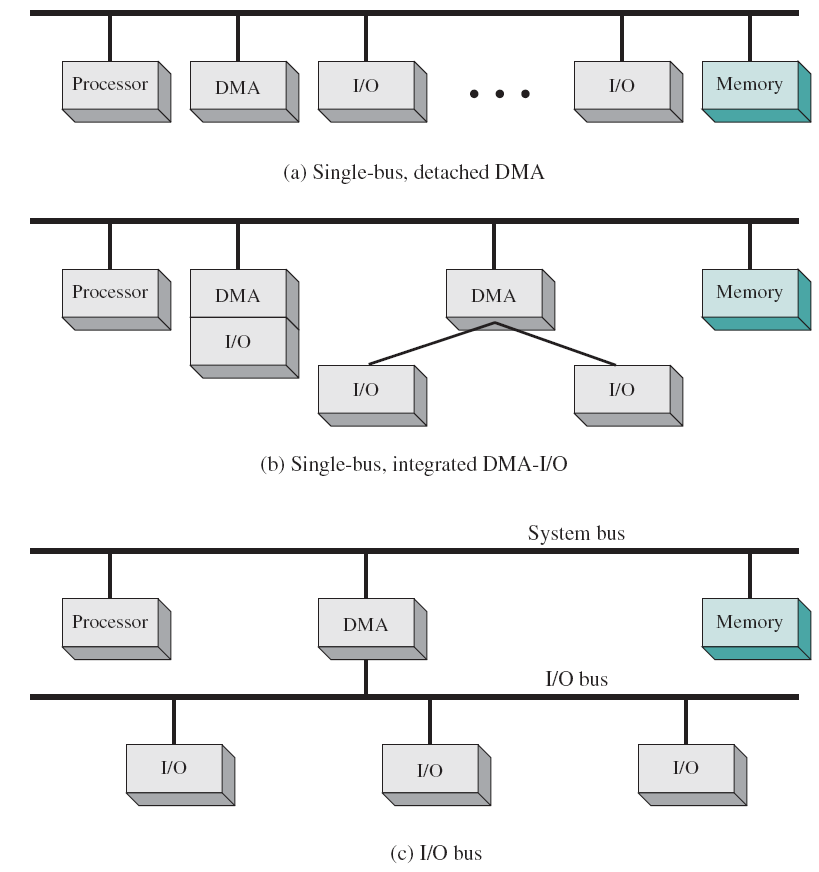 Processor DMA I/O I/O Memory
(a) Single-bus, detached DMA
Processor DMA DMA Memory
I/O
I/O I/O
(b) Single-bus, integrated DMA-I/O
System bus
Processor DMA Memory
I/O bus
I/O I/O I/O
(c) I/O bus